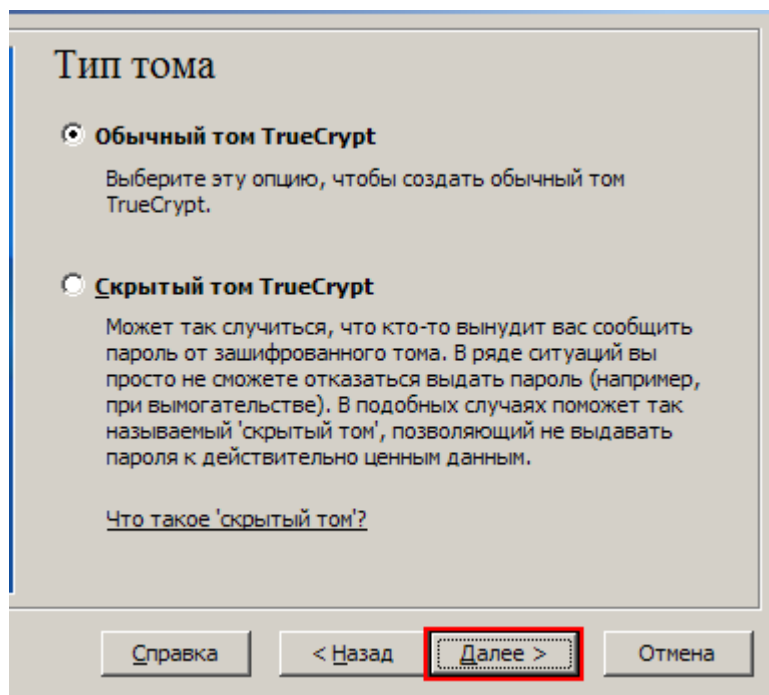 Тип тома
Обычный том TrueCrypt
Выберите эту опцию, чтобы создать обычный том
TrueCrypt.
Скрытый том TrueCrypt
Может так случиться, что кто-то вынудит вас сообщить
пароль от зашифрованного тома. В ряде ситуаций вы
просто не сможете отказаться выдать пароль (например,
при вымогательстве). В подобных случаях поможет так
называемый 'скрытый том', позволяющий не выдавать
пароля к действительно ценным данным.
Что такое 'скрытый том'?
Справка < Назад Далее > Отмена